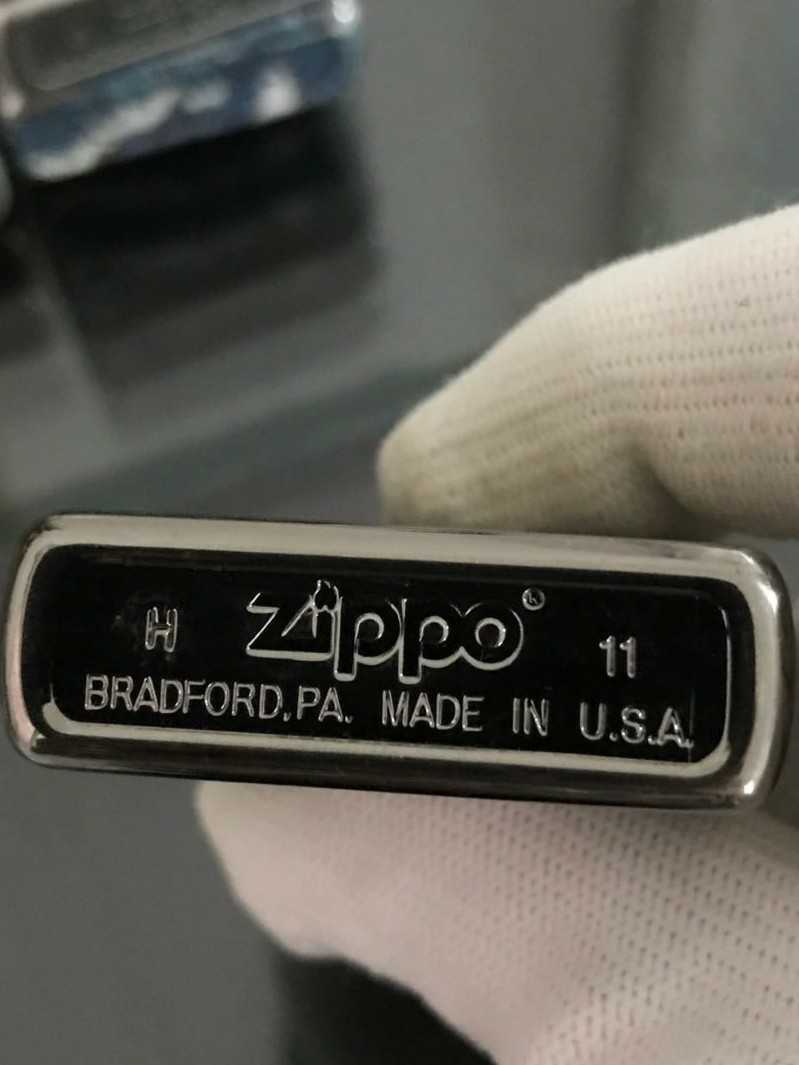 H Zippo® 11
BRADFORD,PA. MADE IN U.S.A.